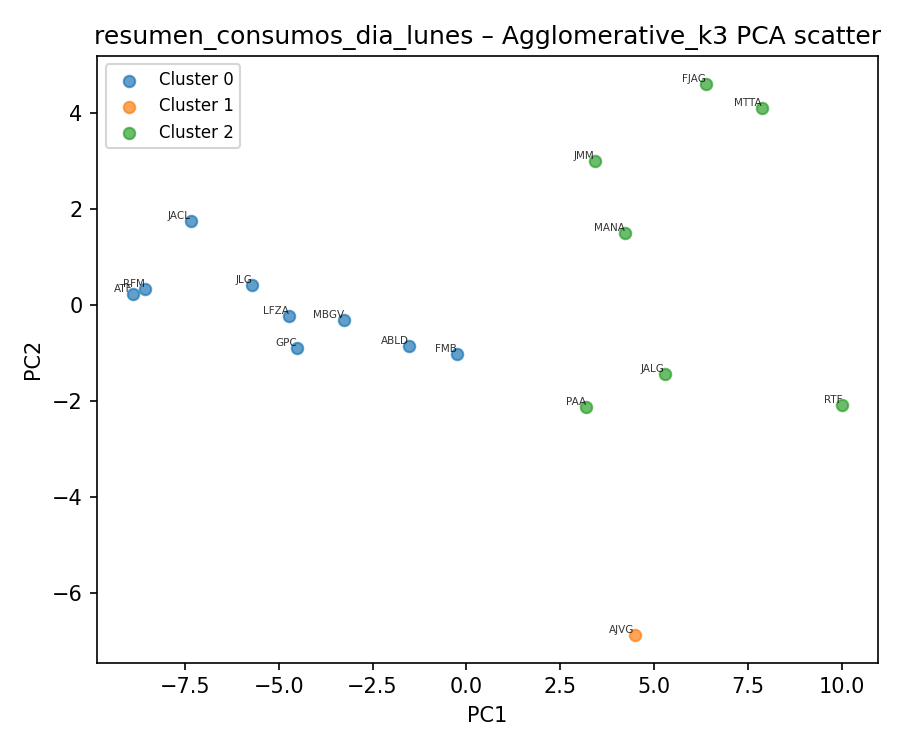 resumen_consumos_dia_lunes – Agglomerative_k3 PCA scatter
Cluster 0
Cluster 1
Cluster 2
FJAG
MTTA
JMM
MANA
JACL
RFM
JLG
LFZA
MBGV
GPC
ABLD
FMB
JALG
PAA
AJVG
4
2
0
−2
−4
−6
PC2
−7.5
−5.0
−2.5
0.0
2.5
5.0
7.5
10.0
PC1